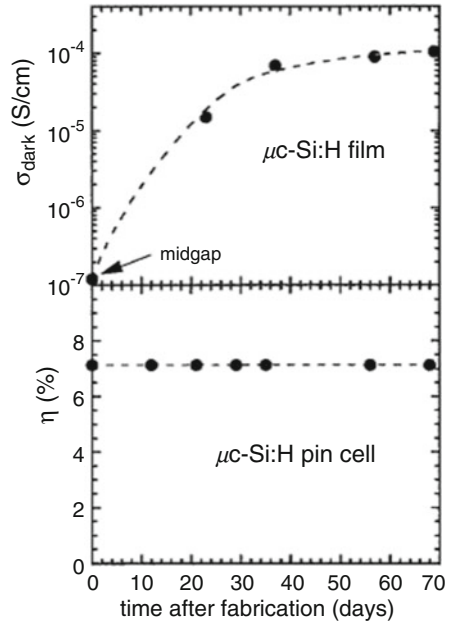 10⁻⁴
10⁻⁵
10⁻⁶
10⁻⁷
σdark (S/cm)
μc-Si:H film
midgap
8
6
4
2
0
η (%)
μc-Si:H pin cell
0 10 20 30 40 50 60 70
time after fabrication (days)